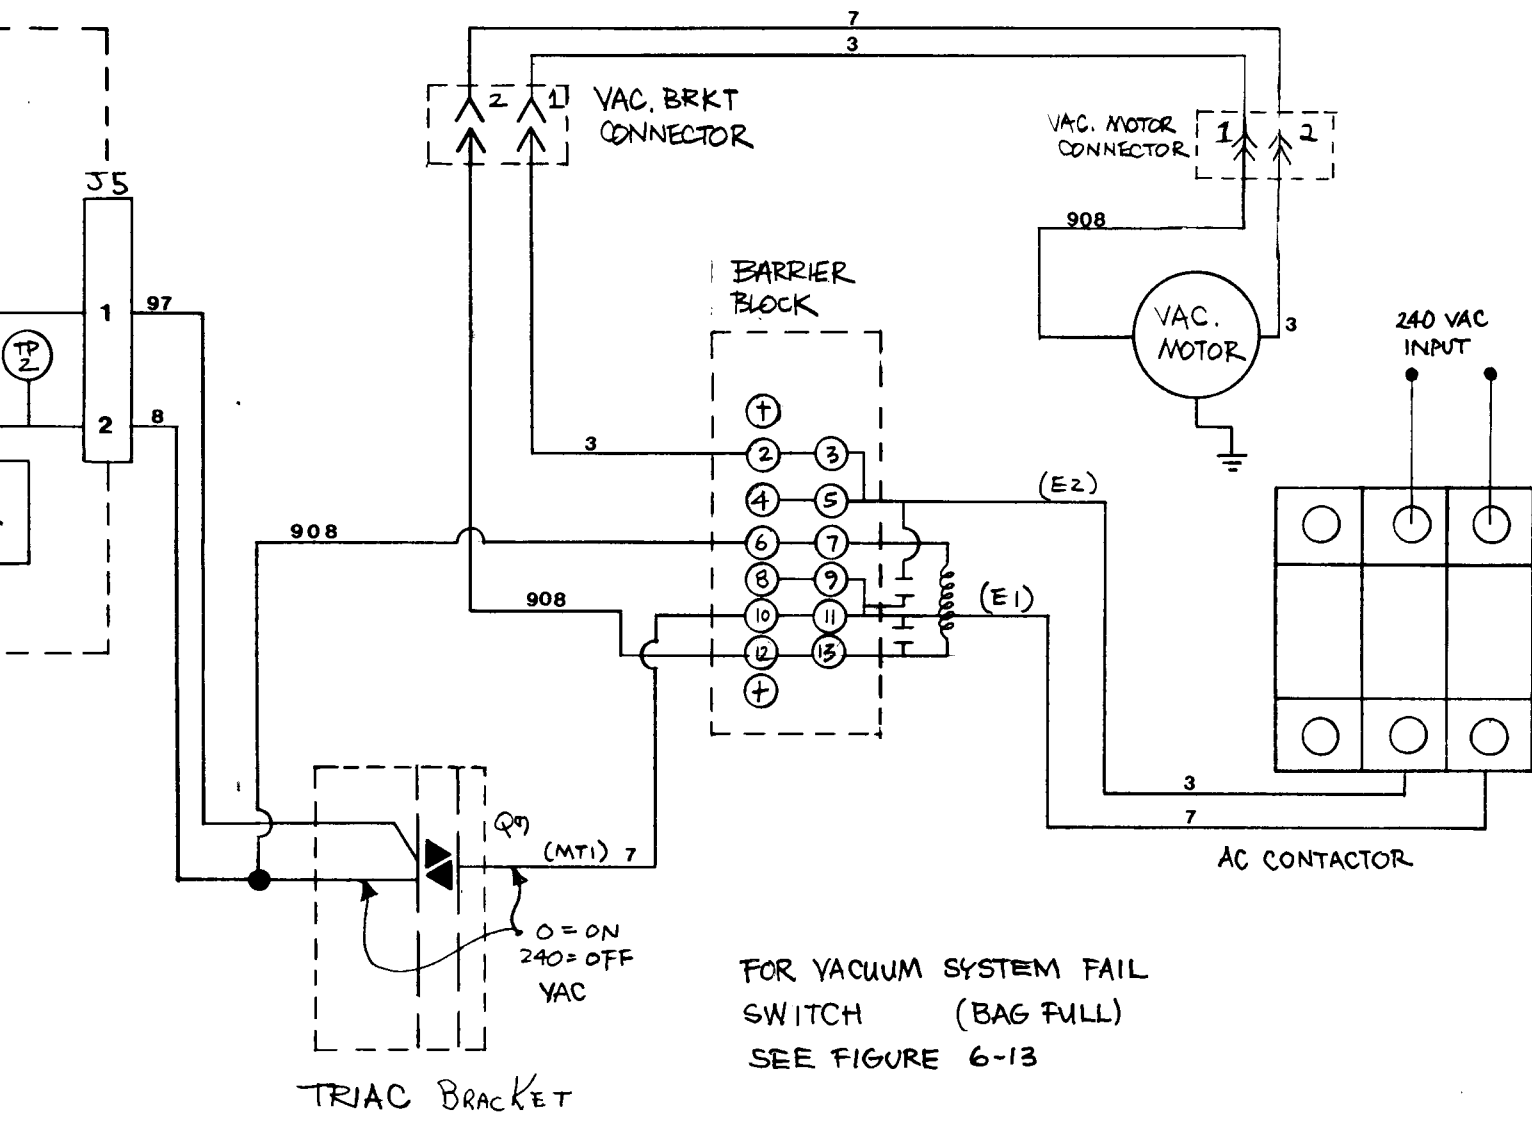 7
3
2 1
VAC. BRKT
CONNECTOR
VAC. MOTOR
CONNECTOR
1 2
J5
908
BARRIER
BLOCK
1
97
VAC.
MOTOR
3
240 VAC
INPUT
TP
2
2
8
3
2 3
4 5
(E2)
908
6 7
8 9
908
10 11
(E1)
12 13
3
7
Q9
(MT1) 7
AC CONTACTOR
0 = ON
240 = OFF
VAC
FOR VACUUM SYSTEM FAIL
SWITCH (BAG FULL)
SEE FIGURE 6-13
TRIAC BRACKET